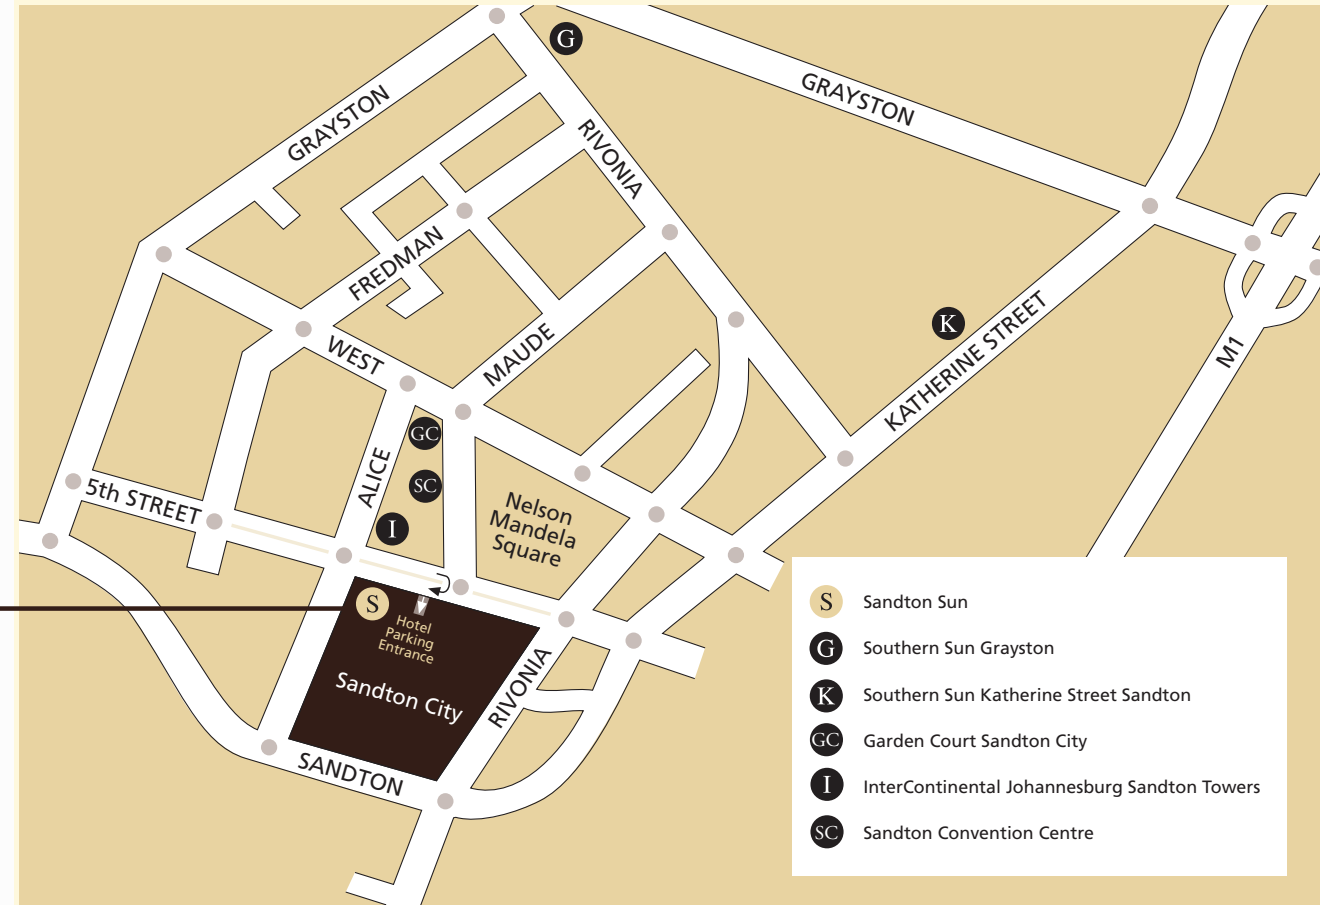 G
GRAYSTON
GRAYSTON
RIVONIA
FREDMAN
K
KATHERINE STREET
WEST
MAUDE
M1
GC
ALICE
SC
5th STREET
I
Nelson
Mandela
Square
S
Hotel
Parking
Entrance
Sandton City
RIVONIA
SANDTON
S Sandton Sun
G Southern Sun Grayston
K Southern Sun Katherine Street Sandton
GC Garden Court Sandton City
I InterContinental Johannesburg Sandton Towers
SC Sandton Convention Centre